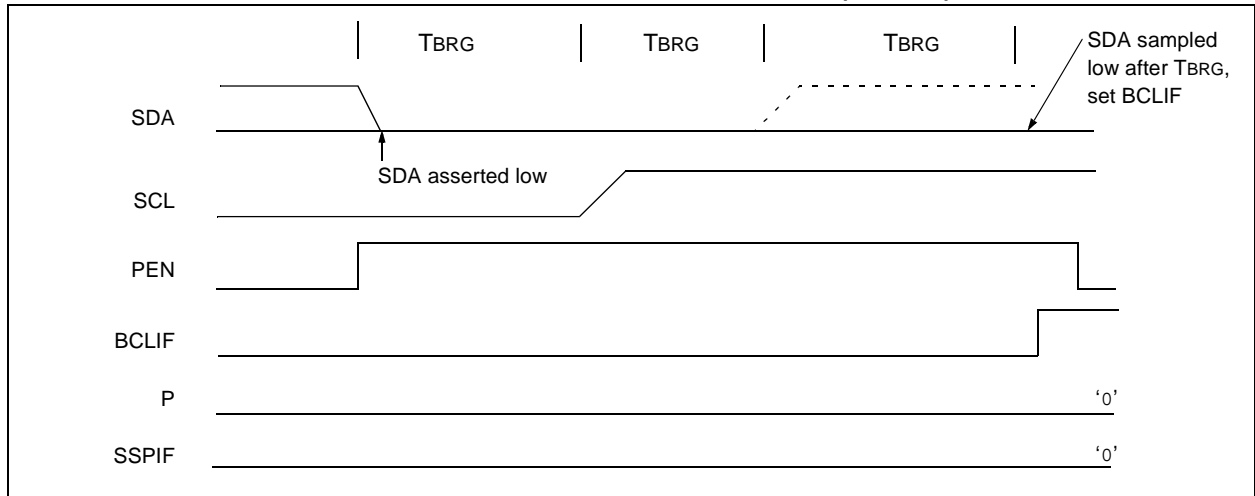 TBRG TBRG TBRG
SDA sampled
low after TBRG,
set BCLIF
SDA
SDA asserted low
SCL
PEN
BCLIF
P '0'
SSPIF '0'